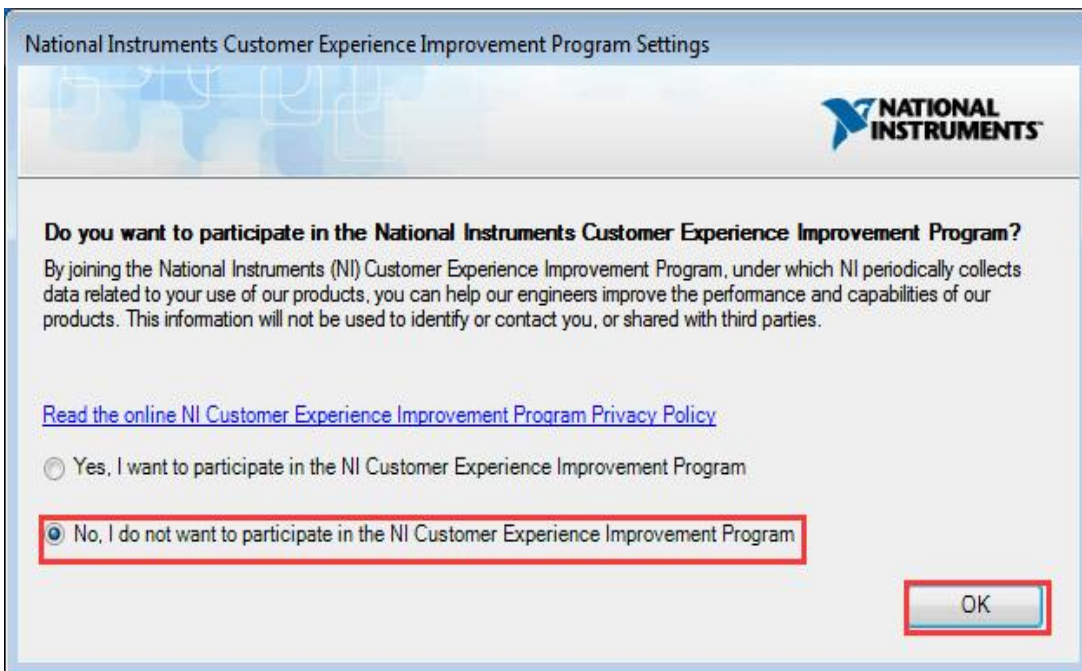 National Instruments Customer Experience Improvement Program Settings
NATIONAL
INSTRUMENTS™
Do you want to participate in the National Instruments Customer Experience Improvement Program?
By joining the National Instruments (NI) Customer Experience Improvement Program, under which NI periodically collects
data related to your use of our products, you can help our engineers improve the performance and capabilities of our
products. This information will not be used to identify or contact you, or shared with third parties.
Read the online NI Customer Experience Improvement Program Privacy Policy
Yes, I want to participate in the NI Customer Experience Improvement Program
No, I do not want to participate in the NI Customer Experience Improvement Program
OK